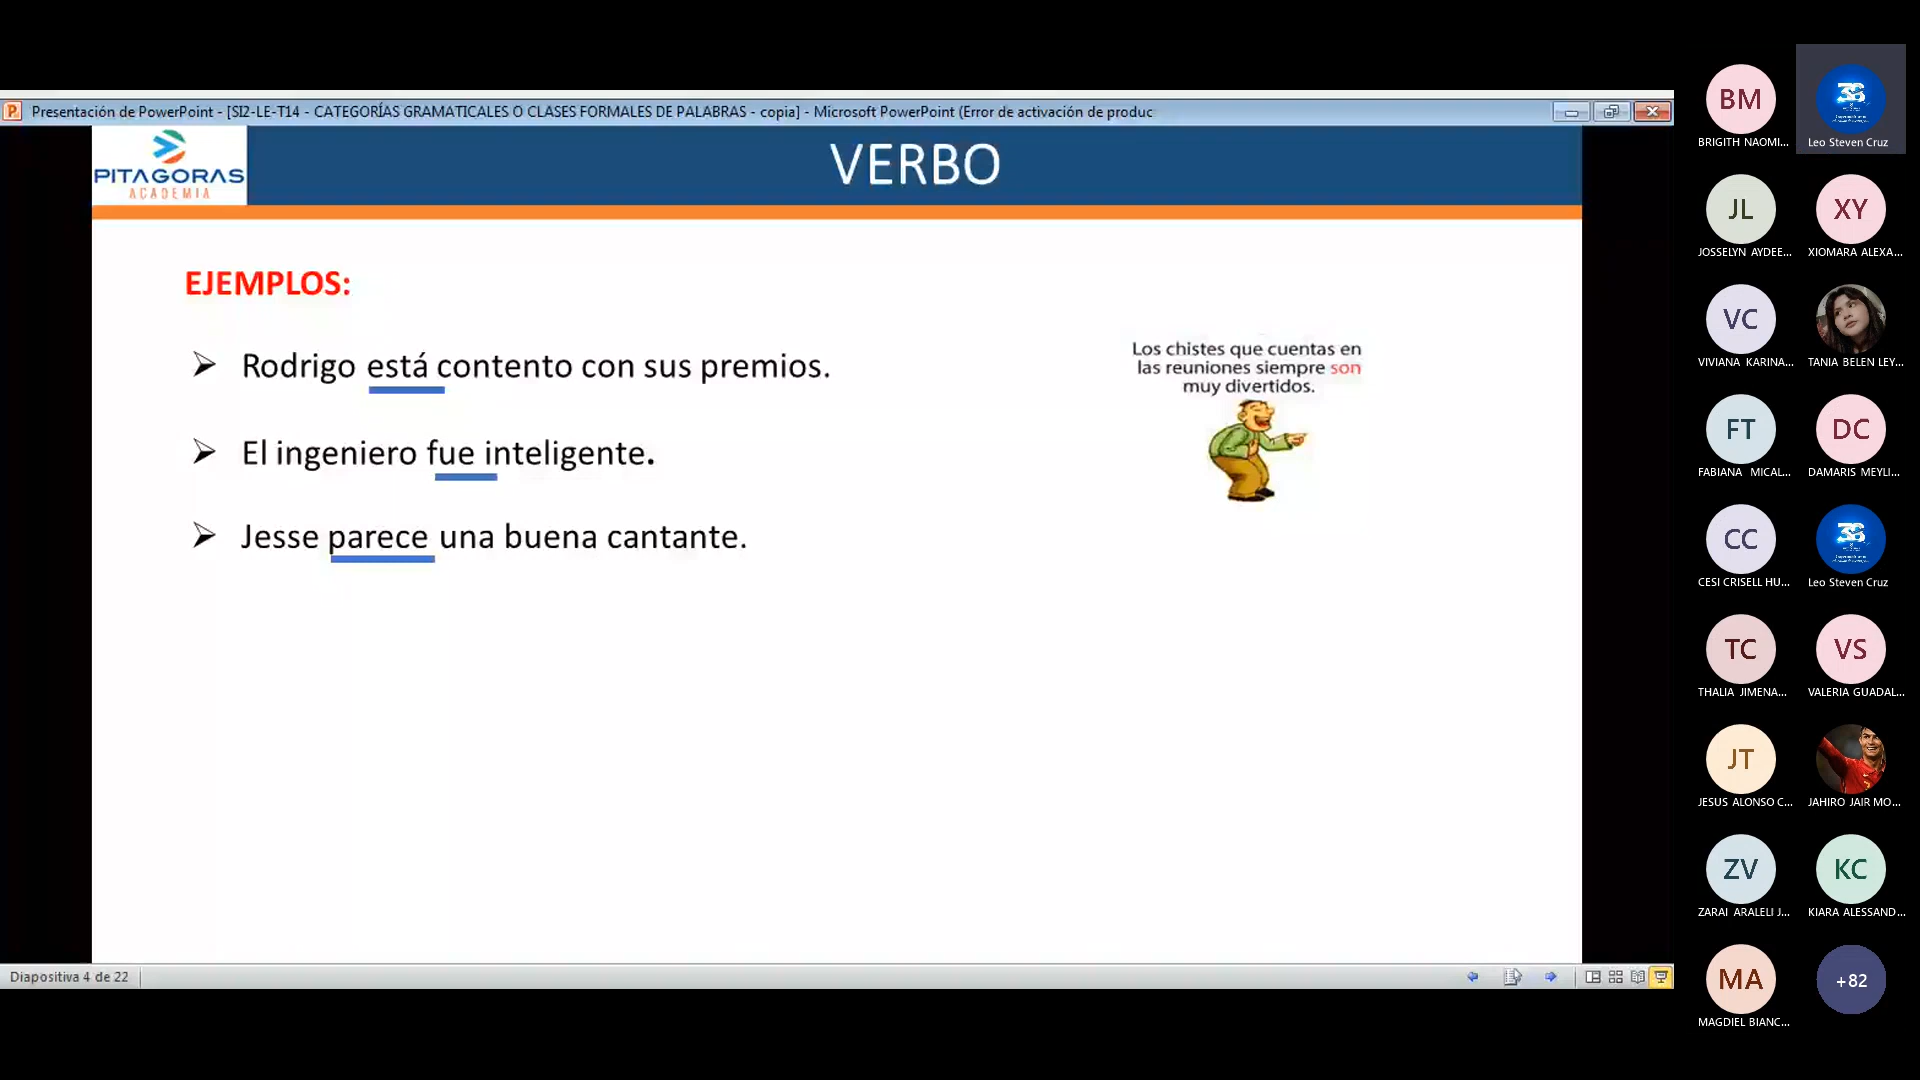 Presentación de PowerPoint - [SI2-LE-T14 - CATEGORÍAS GRAMATICALES O CLASES FORMALES DE PALABRAS - copia] - Microsoft PowerPoint (Error de activación de produc
PITAGORAS
ACADEMIA
VERBO
EJEMPLOS:
Rodrigo está contento con sus premios.
El ingeniero fue inteligente.
Jesse parece una buena cantante.
Los chistes que cuentas en
las reuniones siempre son
muy divertidos.
Diapositiva 4 de 22
BM
BRIGITH NAOMI...
Leo Steven Cruz
JL
JOSSELYN AYDEE...
XY
XIOMARA ALEXA...
VC
VIVIANA KARINA...
TANIA BELEN LEY...
FT
FABIANA MICAL...
DC
DAMARIS MEYLI...
CC
CESI CRISELL HU...
Leo Steven Cruz
TC
THALIA JIMENA...
VS
VALERIA GUADAL...
JT
JESUS ALONSO C...
JAHIRO JAIR MO...
ZV
ZARAI ARALELI J...
KC
KIARA ALESSAND...
MA
MAGDIEL BIANC...
+82